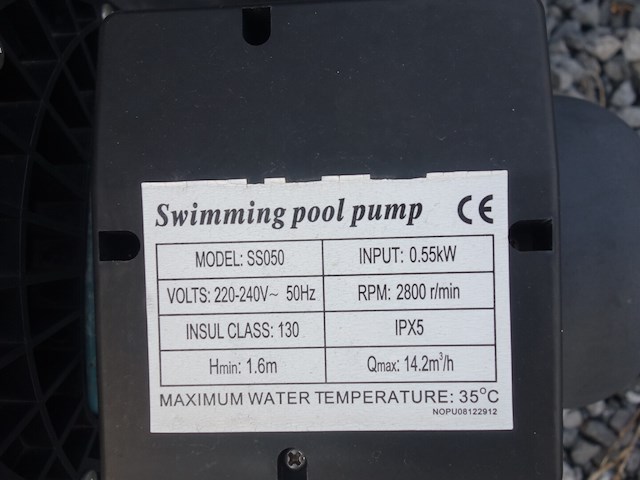 Swimming pool pump CE
MODEL: SS050 INPUT: 0.55kW
VOLTS: 220-240V~ 50Hz RPM: 2800 r/min
INSUL CLASS: 130 IPX5
Hmin: 1.6m Qmax: 14.2m³/h
MAXIMUM WATER TEMPERATURE: 35°C
NOPU08122912